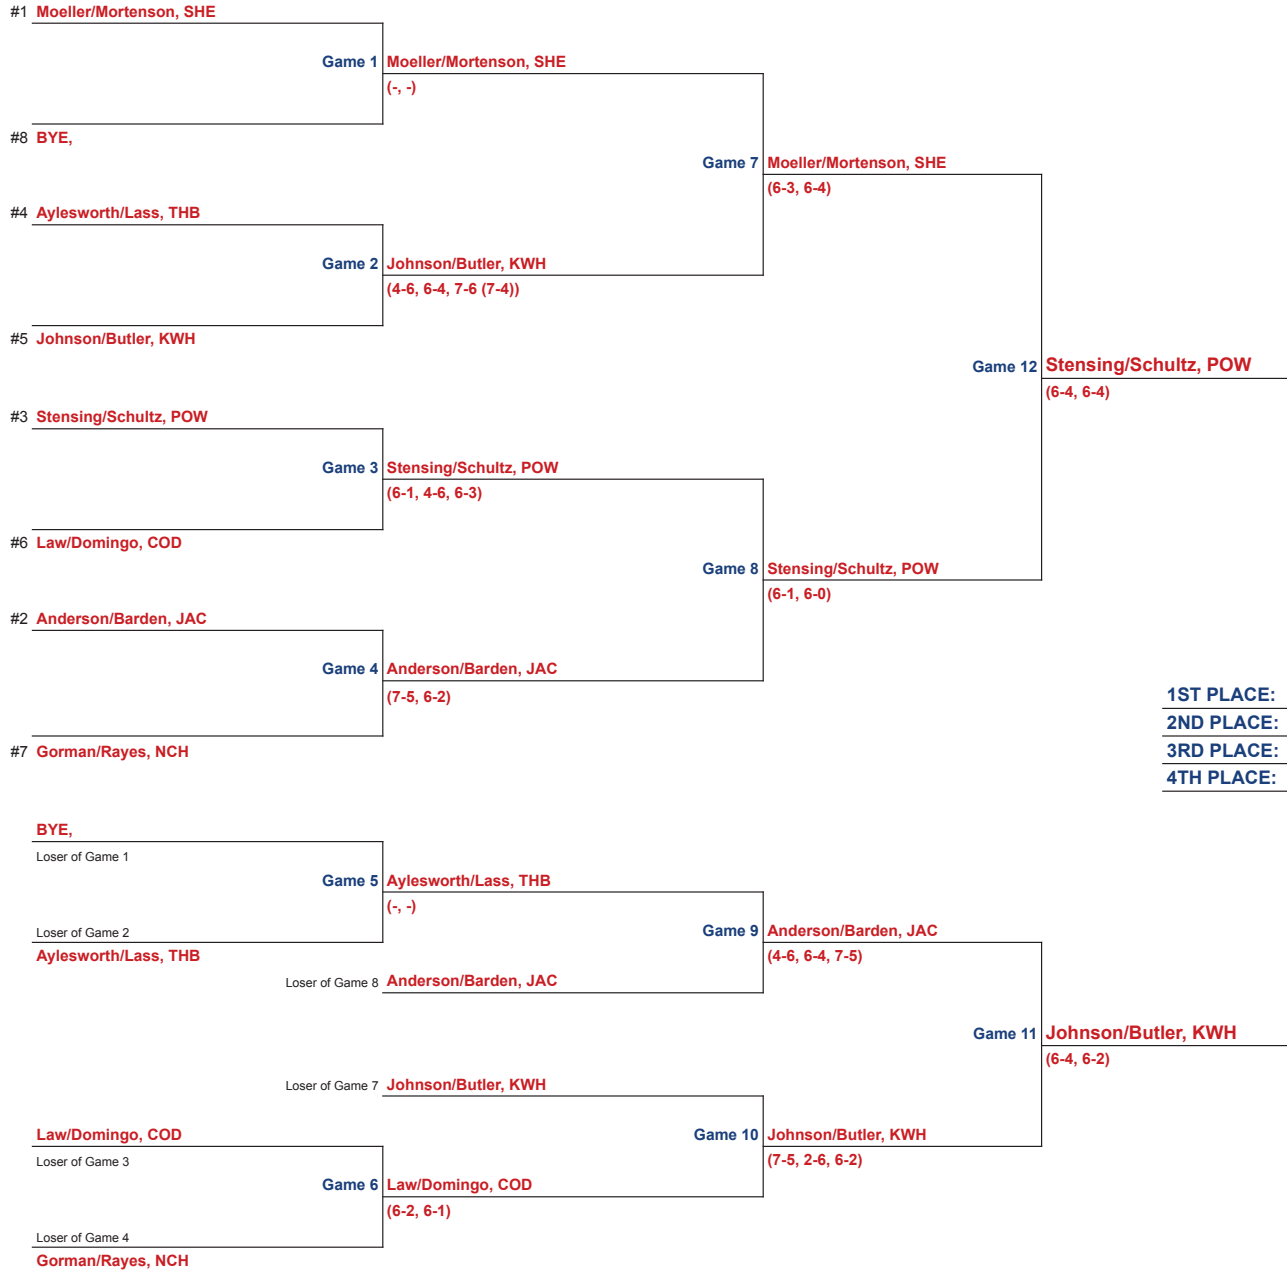 #1 Moeller/Mortenson, SHE
Game 1 Moeller/Mortenson, SHE
(-, -)
#8 BYE,
Game 7 Moeller/Mortenson, SHE
(6-3, 6-4)
#4 Aylesworth/Lass, THB
Game 2 Johnson/Butler, KWH
(4-6, 6-4, 7-6 (7-4))
#5 Johnson/Butler, KWH
Game 12 Stensing/Schultz, POW
(6-4, 6-4)
#3 Stensing/Schultz, POW
Game 3 Stensing/Schultz, POW
(6-1, 4-6, 6-3)
#6 Law/Domingo, COD
Game 8 Stensing/Schultz, POW
(6-1, 6-0)
#2 Anderson/Barden, JAC
Game 4 Anderson/Barden, JAC
(7-5, 6-2)
#7 Gorman/Rayes, NCH
1ST PLACE:
2ND PLACE:
3RD PLACE:
4TH PLACE:
BYE,
Loser of Game 1
Game 5 Aylesworth/Lass, THB
(-, -)
Loser of Game 2
Aylesworth/Lass, THB
Game 9 Anderson/Barden, JAC
(4-6, 6-4, 7-5)
Loser of Game 8 Anderson/Barden, JAC
Game 11 Johnson/Butler, KWH
(6-4, 6-2)
Loser of Game 7 Johnson/Butler, KWH
Law/Domingo, COD
Loser of Game 3
Game 10 Johnson/Butler, KWH
(7-5, 2-6, 6-2)
Game 6 Law/Domingo, COD
(6-2, 6-1)
Loser of Game 4
Gorman/Rayes, NCH